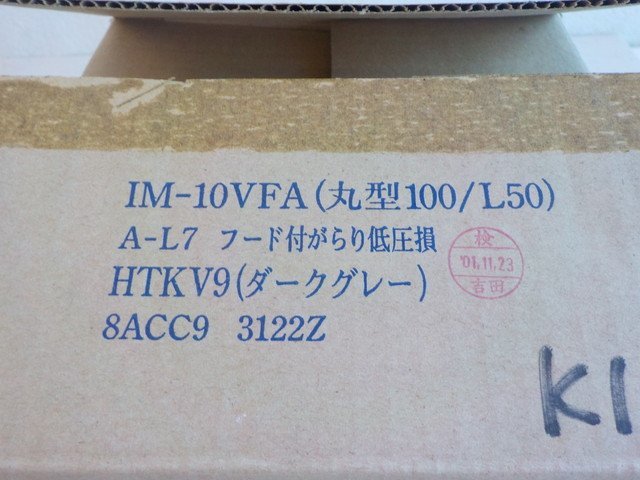 IM-10VFA(丸型100/L50)
A-L7 フード付がらり低圧損
HTKV9(ダークグレー)
8ACC9 3122Z
検
'01.11.23
吉田
K1